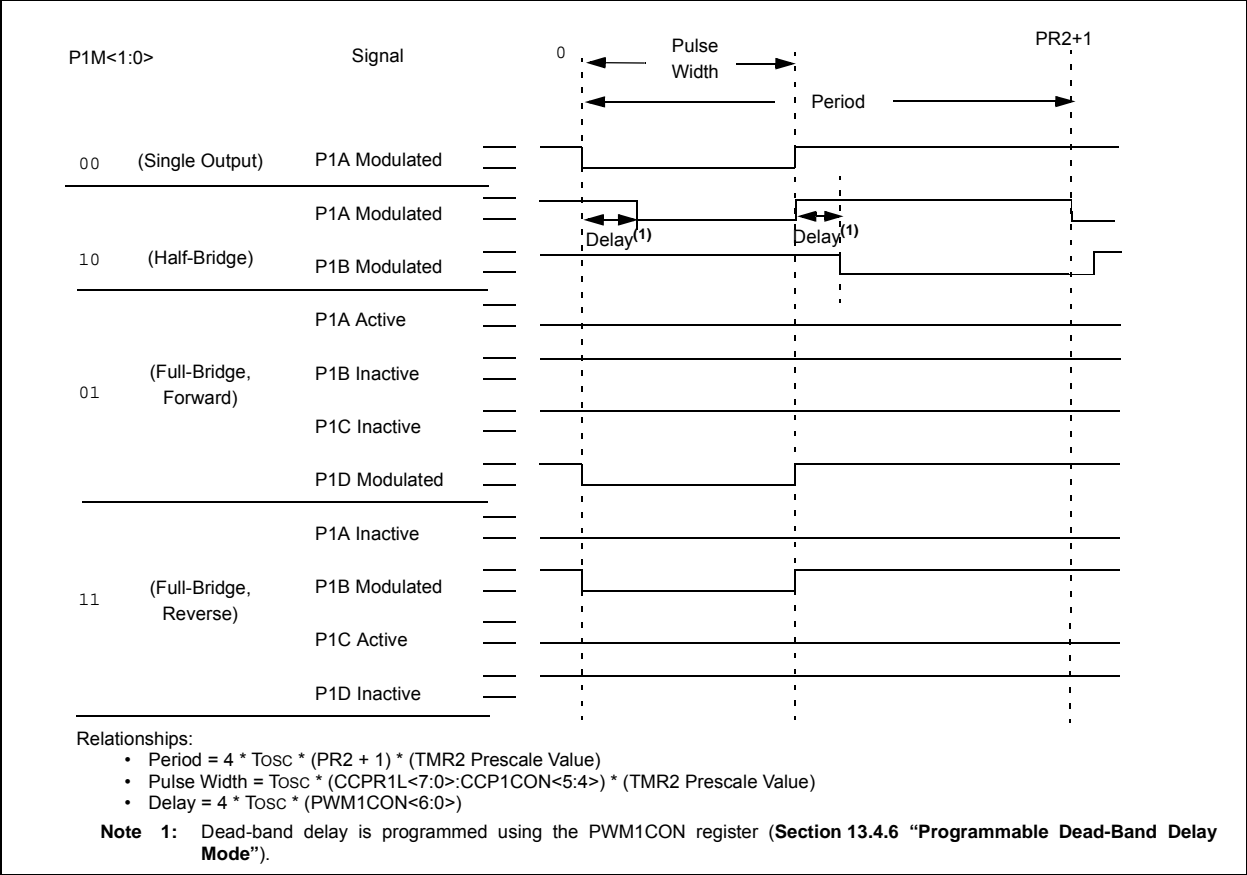 P1M<1:0>
Signal
0
Pulse
Width
PR2+1
Period
00
(Single Output)
P1A Modulated
P1A Modulated
Delay(1)
Delay(1)
10
(Half-Bridge)
P1B Modulated
P1A Active
01
(Full-Bridge,
Forward)
P1B Inactive
P1C Inactive
P1D Modulated
P1A Inactive
11
(Full-Bridge,
Reverse)
P1B Modulated
P1C Active
P1D Inactive
Relationships:
• Period = 4 * TOSC * (PR2 + 1) * (TMR2 Prescale Value)
• Pulse Width = TOSC * (CCPR1L<7:0>:CCP1CON<5:4>) * (TMR2 Prescale Value)
• Delay = 4 * TOSC * (PWM1CON<6:0>)
Note 1: Dead-band delay is programmed using the PWM1CON register (Section 13.4.6 “Programmable Dead-Band Delay
Mode”).